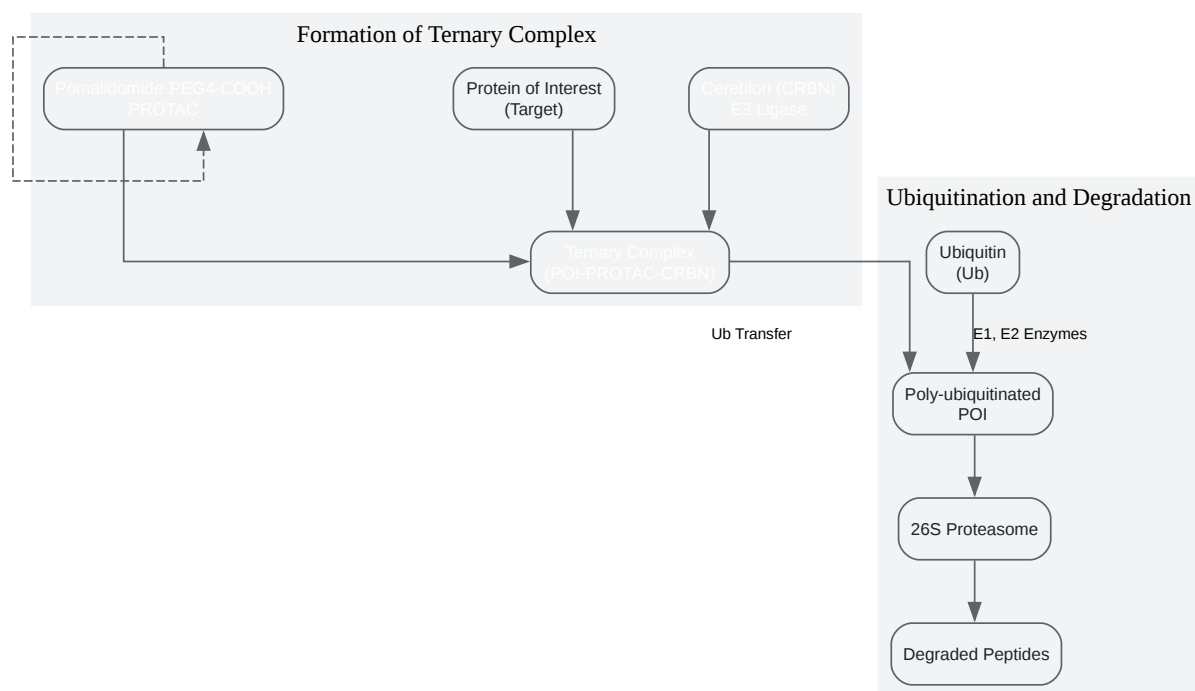 Formation of Ternary Complex
Pomalidomide-PEG4-COOH
PROTAC
Protein of Interest
(Target)
Cereblon (CRBN)
E3 Ligase
Ternary Complex
(POI-PROTAC-CRBN)
Ub Transfer
Ubiquitination and Degradation
Ubiquitin
(Ub)
E1, E2 Enzymes
Poly-ubiquitinated
POI
26S Proteasome
Degraded Peptides